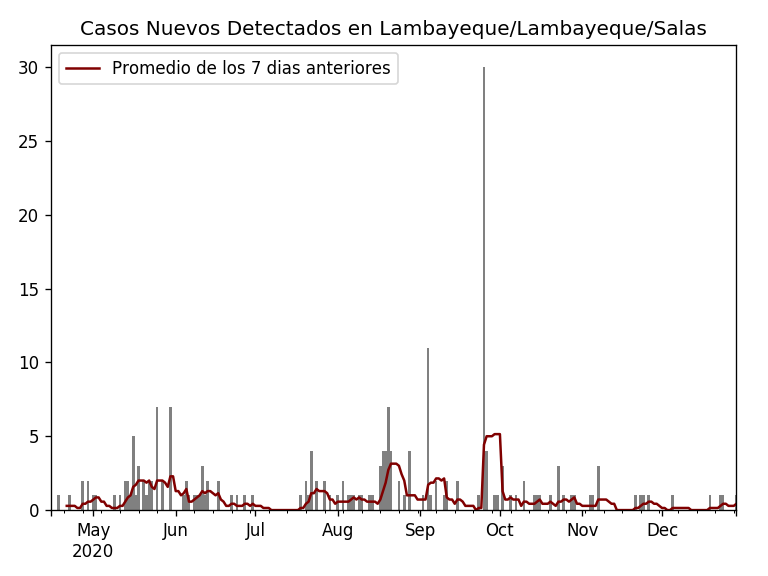 Casos Nuevos Detectados en Lambayeque/Lambayeque/Salas
Promedio de los 7 dias anteriores
30
25
20
15
10
5
0
May Jun Jul Aug Sep Oct Nov Dec
2020